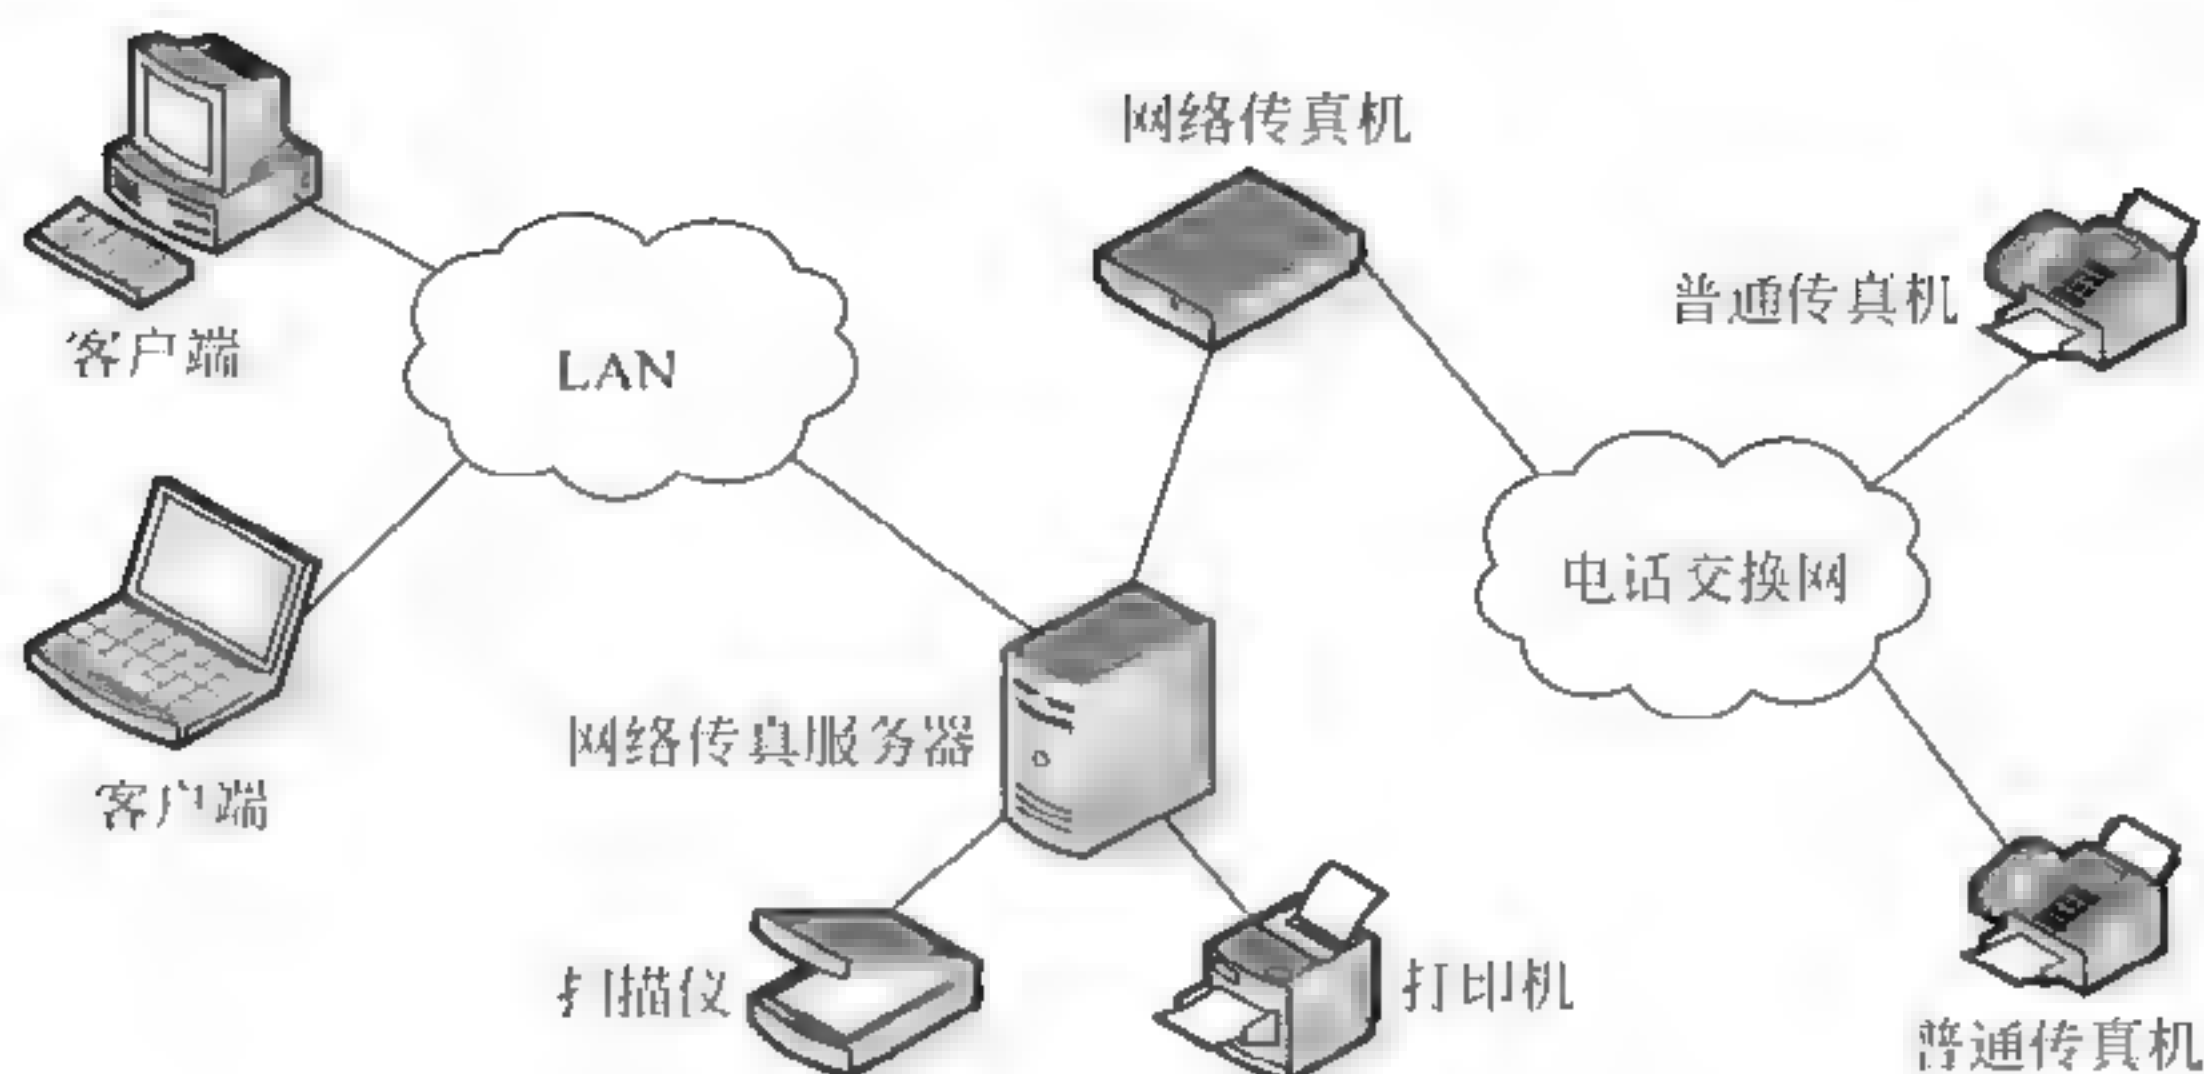 网络传真机
普通传真机
客户端
LAN
电话交换网
网络传真服务器
客户端
扫描仪
打印机
普通传真机